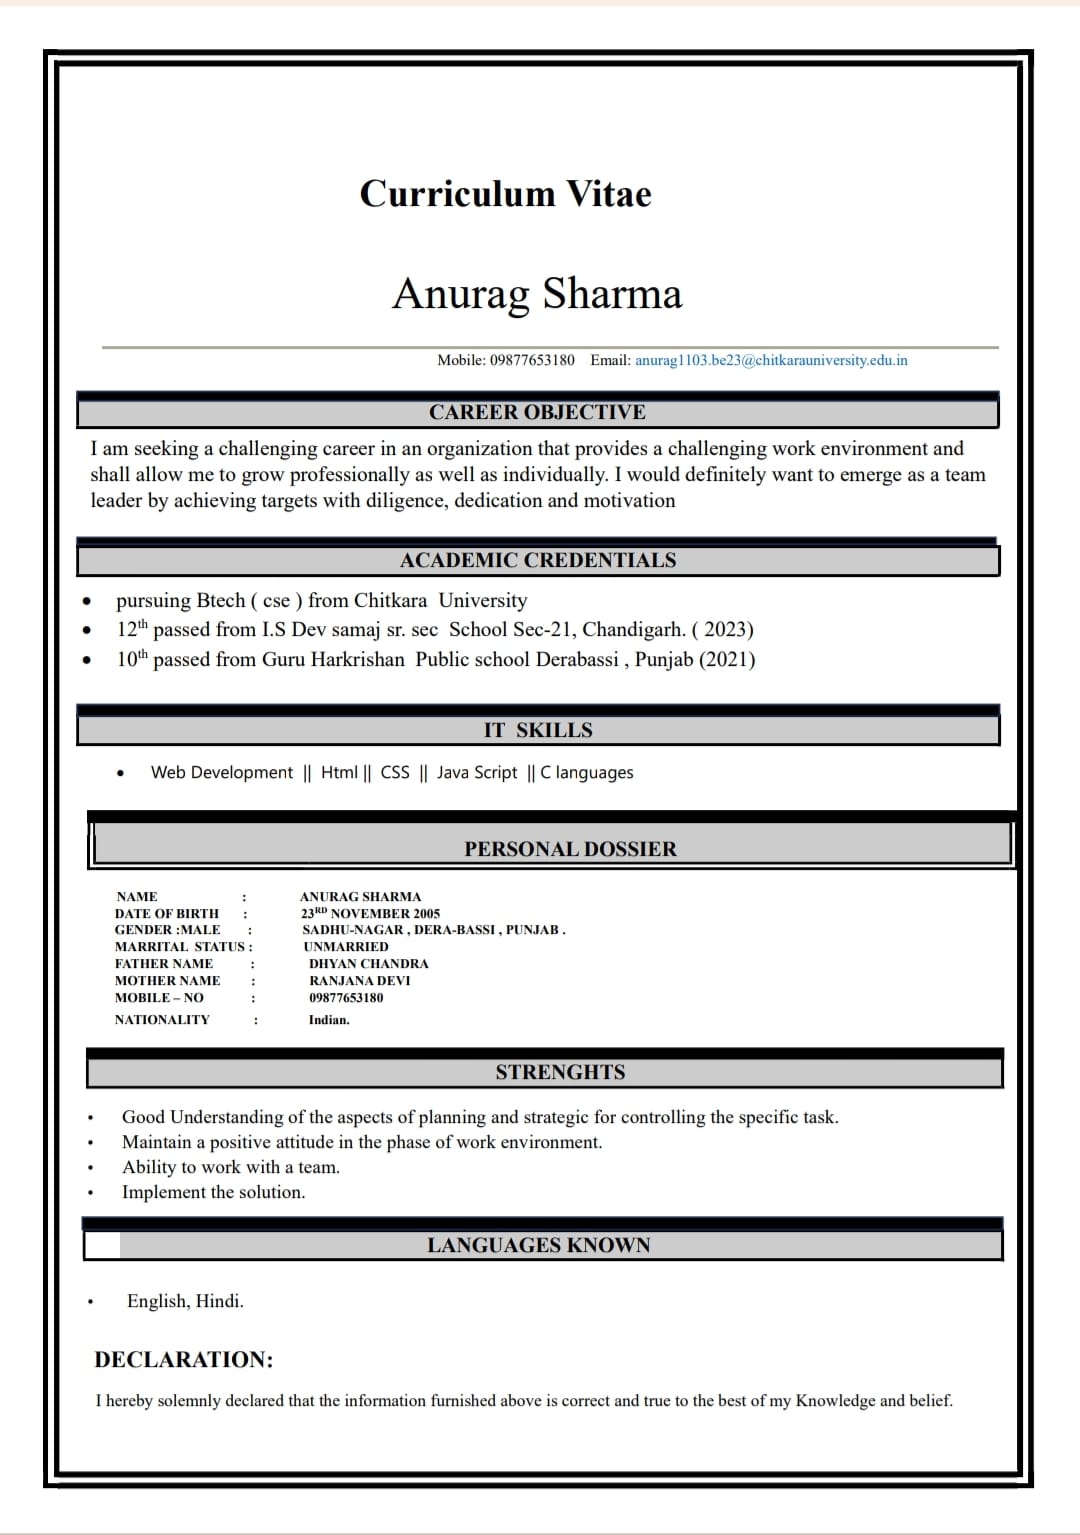 Curriculum Vitae
Anurag Sharma
Mobile: 09877653180 Email: anurag1103.be23@chitkarauniversity.edu.in
CAREER OBJECTIVE
I am seeking a challenging career in an organization that provides a challenging work environment and
shall allow me to grow professionally as well as individually. I would definitely want to emerge as a team
leader by achieving targets with diligence, dedication and motivation
ACADEMIC CREDENTIALS
• pursuing Btech ( cse ) from Chitkara University
• 12th passed from I.S Dev samaj sr. sec School Sec-21, Chandigarh. ( 2023)
• 10th passed from Guru Harkrishan Public school Derabassi , Punjab (2021)
IT SKILLS
• Web Development || Html || CSS || Java Script || C languages
PERSONAL DOSSIER
NAME : ANURAG SHARMA
DATE OF BIRTH : 23RD NOVEMBER 2005
GENDER :MALE : SADHU-NAGAR , DERA-BASSI , PUNJAB .
MARRITAL STATUS : UNMARRIED
FATHER NAME : DHYAN CHANDRA
MOTHER NAME : RANJANA DEVI
MOBILE – NO : 09877653180
NATIONALITY : Indian.
STRENGHTS
• Good Understanding of the aspects of planning and strategic for controlling the specific task.
• Maintain a positive attitude in the phase of work environment.
• Ability to work with a team.
• Implement the solution.
LANGUAGES KNOWN
• English, Hindi.
DECLARATION:
I hereby solemnly declared that the information furnished above is correct and true to the best of my Knowledge and belief.